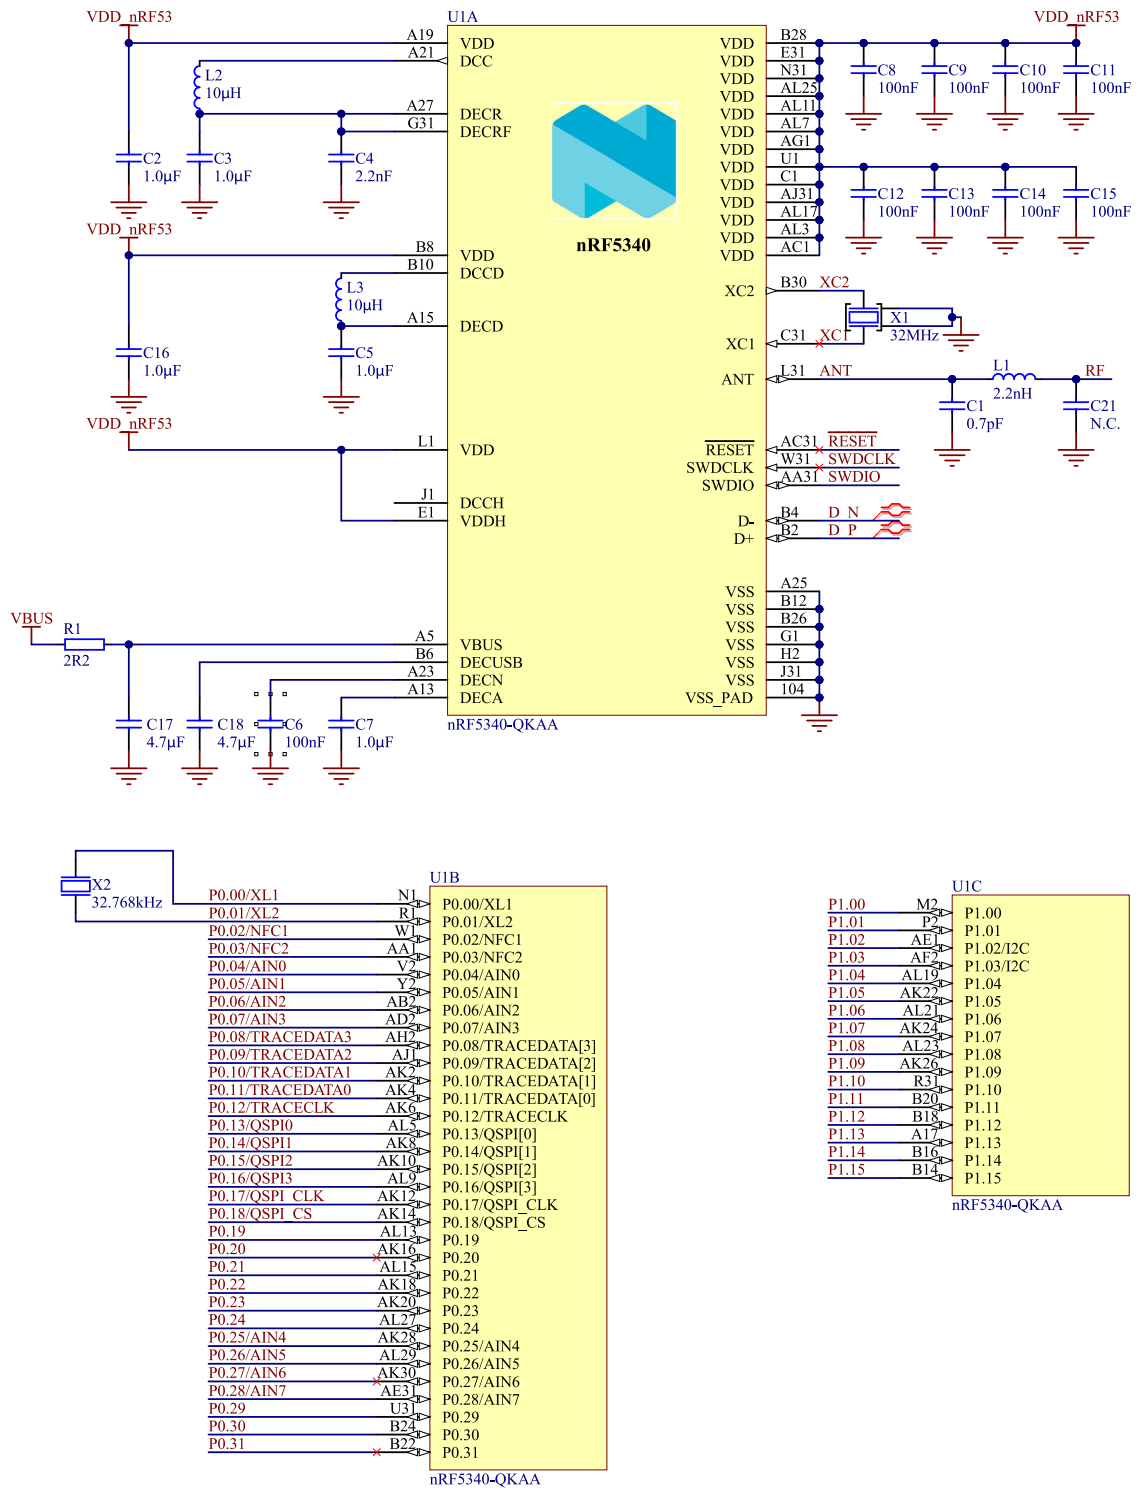 VDD_nRF53
U1A
VDD_nRF53
A19 VDD
A21 DCC
L2
10µH
A27 DECR
G31 DECRF
C2
1.0µF
C3
1.0µF
C4
2.2nF
VDD_nRF53
B8 VDD
B10 DCCD
L3
10µH
A15 DECD
C16
1.0µF
C5
1.0µF
VDD_nRF53
L1 VDD
J1 DCCH
E1 VDDH
VBUS
R1
2R2
A5 VBUS
B6 DECUSB
A23 DECN
A13 DECA
C17
4.7µF
C18
4.7µF
C6
100nF
C7
1.0µF
nRF5340
VDD B28
VDD E31
VDD N31
VDD AL25
VDD AL11
VDD AL7
VDD AG1
VDD U1
VDD C1
VDD AJ31
VDD AL17
VDD AL3
VDD AC1
C8
100nF
C9
100nF
C10
100nF
C11
100nF
C12
100nF
C13
100nF
C14
100nF
C15
100nF
XC2 B30 XC2
X1
32MHz
XC1 C31 XC1
ANT L31 ANT
L1
2.2nH
RF
C1
0.7pF
C21
N.C.
RESET AC31 RESET
SWDCLK W31 SWDCLK
SWDIO AA31 SWDIO
D- B4 D_N
D+ B2 D_P
VSS A25
VSS B12
VSS B26
VSS G1
VSS H2
VSS J31
VSS_PAD 104
nRF5340-QKAA
X2
32.768kHz
U1B
P0.00/XL1 N1 P0.00/XL1
P0.01/XL2 R1 P0.01/XL2
P0.02/NFC1 W1 P0.02/NFC1
P0.03/NFC2 AA1 P0.03/NFC2
P0.04/AIN0 V2 P0.04/AIN0
P0.05/AIN1 Y2 P0.05/AIN1
P0.06/AIN2 AB2 P0.06/AIN2
P0.07/AIN3 AD2 P0.07/AIN3
P0.08/TRACEDATA3 AH2 P0.08/TRACEDATA[3]
P0.09/TRACEDATA2 AJ1 P0.09/TRACEDATA[2]
P0.10/TRACEDATA1 AK2 P0.10/TRACEDATA[1]
P0.11/TRACEDATA0 AK4 P0.11/TRACEDATA[0]
P0.12/TRACECLK AK6 P0.12/TRACECLK
P0.13/QSPI0 AL5 P0.13/QSPI[0]
P0.14/QSPI1 AK8 P0.14/QSPI[1]
P0.15/QSPI2 AK10 P0.15/QSPI[2]
P0.16/QSPI3 AL9 P0.16/QSPI[3]
P0.17/QSPI_CLK AK12 P0.17/QSPI_CLK
P0.18/QSPI_CS AK14 P0.18/QSPI_CS
P0.19 AL13 P0.19
P0.20 AK16 P0.20
P0.21 AL15 P0.21
P0.22 AK18 P0.22
P0.23 AK20 P0.23
P0.24 AL27 P0.24
P0.25/AIN4 AK28 P0.25/AIN4
P0.26/AIN5 AL29 P0.26/AIN5
P0.27/AIN6 AK30 P0.27/AIN6
P0.28/AIN7 AE31 P0.28/AIN7
P0.29 U31 P0.29
P0.30 B24 P0.30
P0.31 B22 P0.31
nRF5340-QKAA
U1C
P1.00 M2 P1.00
P1.01 P2 P1.01
P1.02 AE1 P1.02/I2C
P1.03 AF2 P1.03/I2C
P1.04 AL19 P1.04
P1.05 AK22 P1.05
P1.06 AL21 P1.06
P1.07 AK24 P1.07
P1.08 AL23 P1.08
P1.09 AK26 P1.09
P1.10 R31 P1.10
P1.11 B20 P1.11
P1.12 B18 P1.12
P1.13 A17 P1.13
P1.14 B16 P1.14
P1.15 B14 P1.15
nRF5340-QKAA